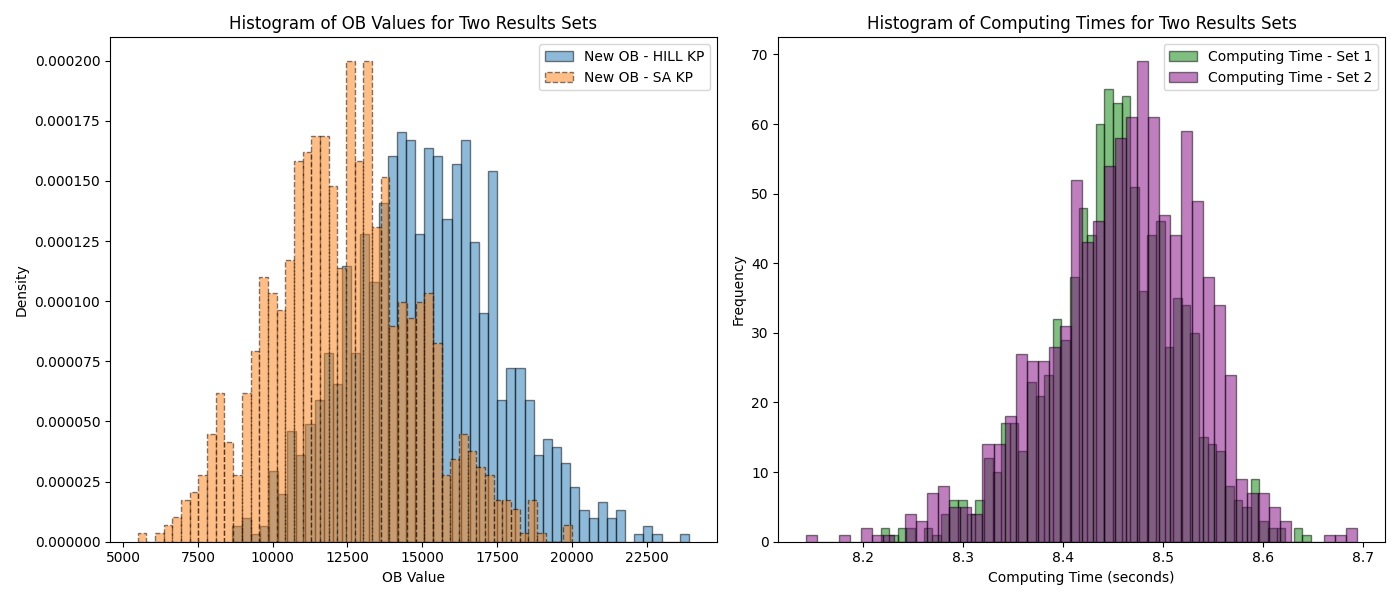 Histogram of OB Values for Two Results Sets
New OB - HILL KP
New OB - SA KP
0.000200
0.000175
0.000150
0.000125
0.000100
0.000075
0.000050
0.000025
0.000000
Density
5000 7500 10000 12500 15000 17500 20000 22500
OB Value
Histogram of Computing Times for Two Results Sets
Computing Time - Set 1
Computing Time - Set 2
70
60
50
40
30
20
10
0
Frequency
8.2 8.3 8.4 8.5 8.6 8.7
Computing Time (seconds)